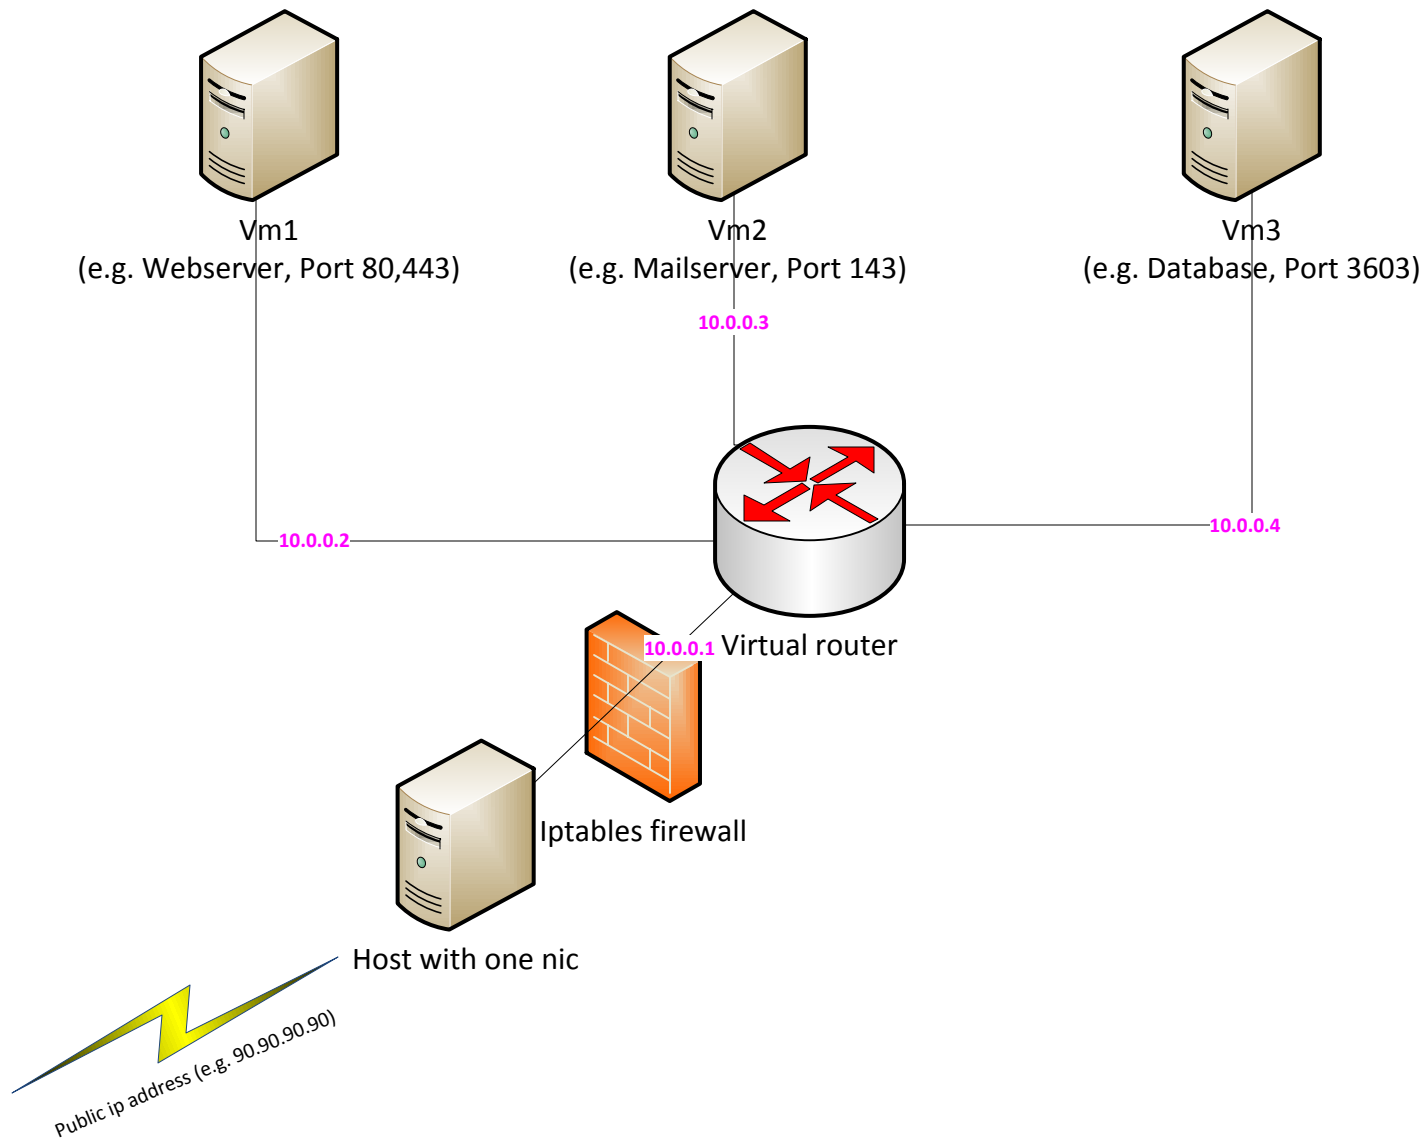 Vm1
(e.g. Webserver, Port 80,443)
Vm2
(e.g. Mailserver, Port 143)
Vm3
(e.g. Database, Port 3603)
10.0.0.3
10.0.0.2
10.0.0.4
10.0.0.1
Virtual router
Iptables firewall
Host with one nic
Public ip address (e.g. 90.90.90.90)